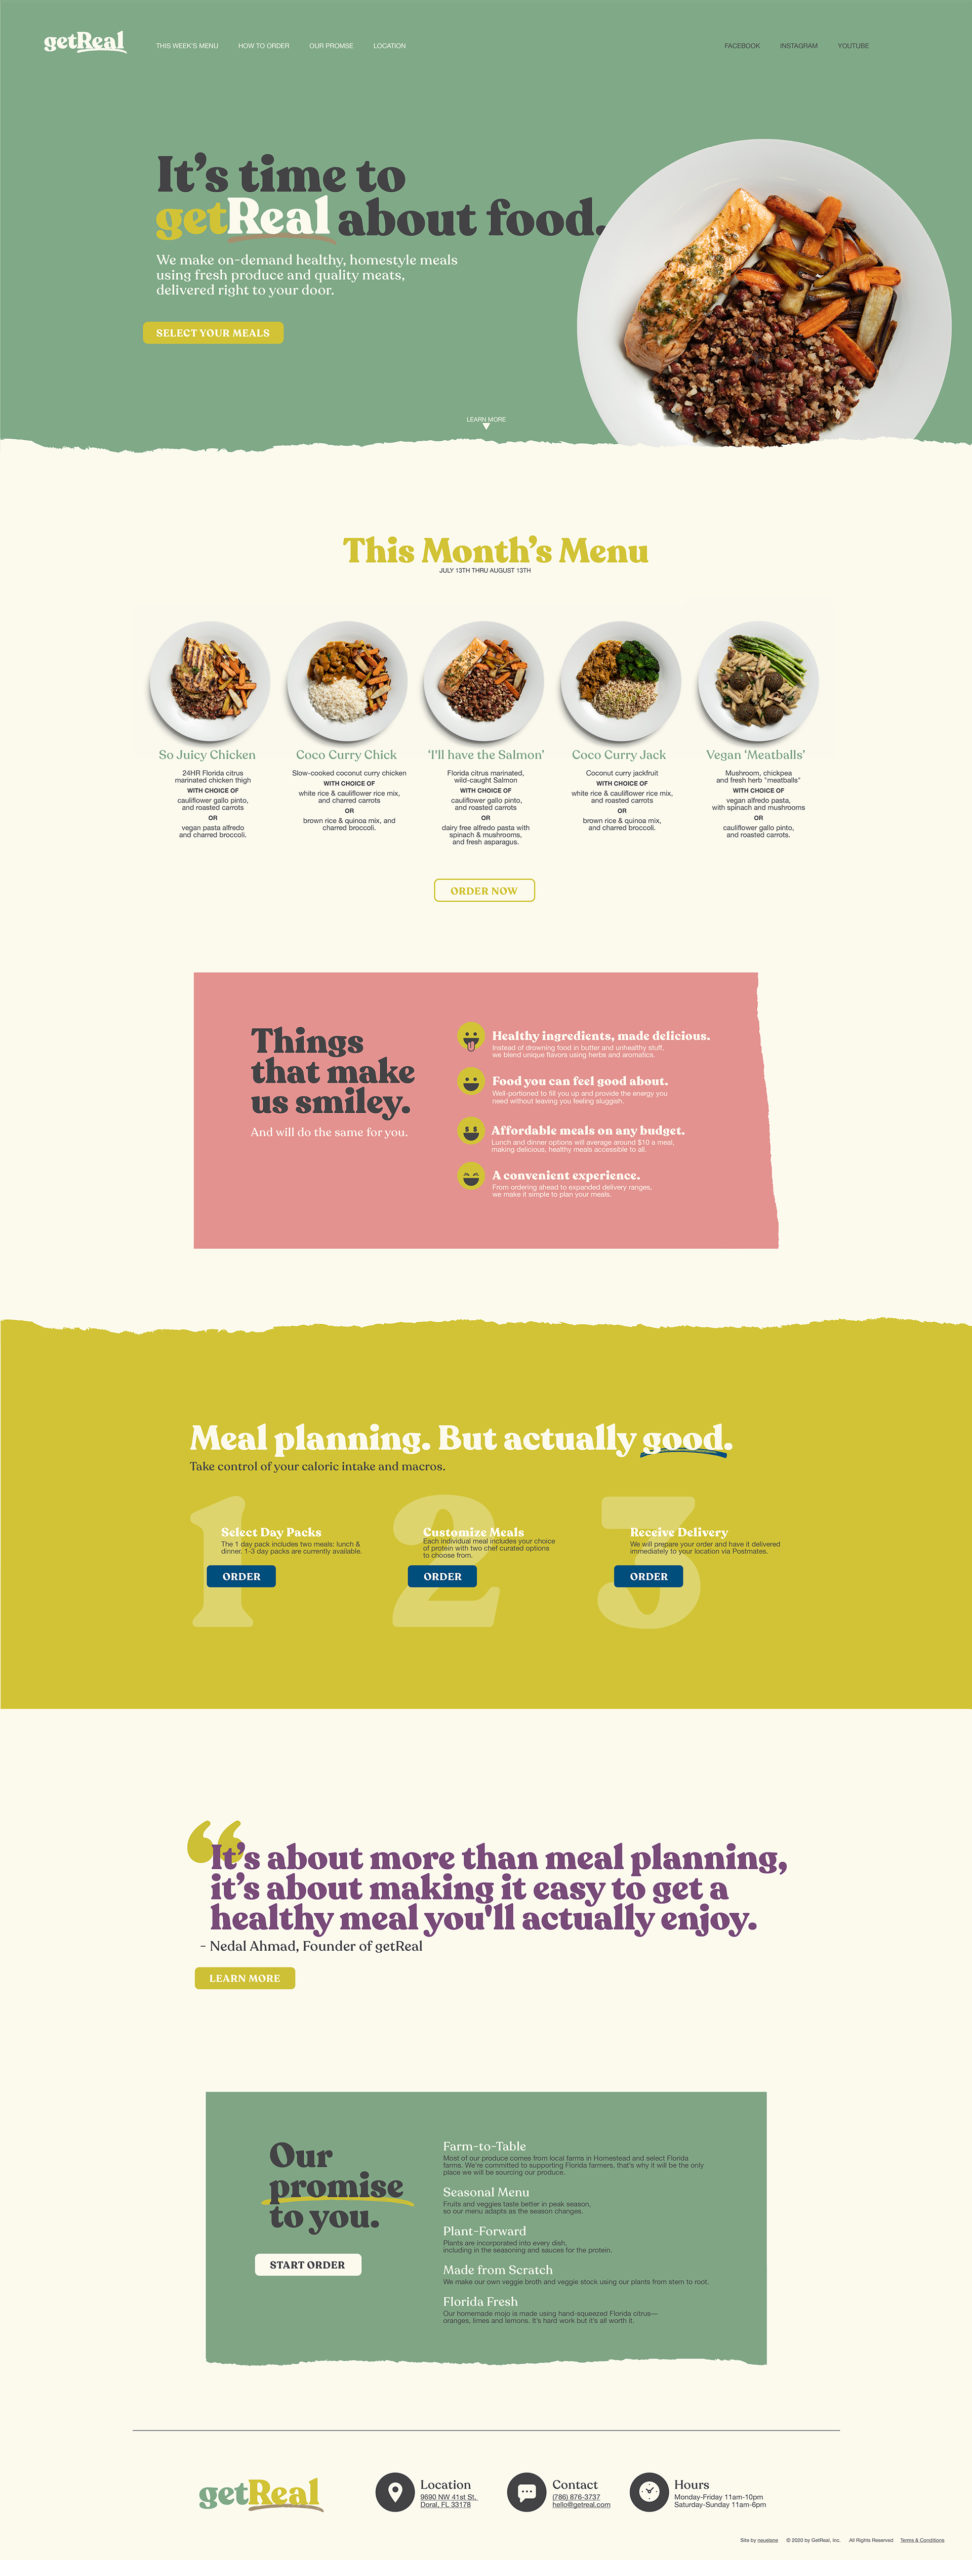 getReal
THIS WEEK'S MENU HOW TO ORDER OUR PROMSE LOCATION
FACEBOOK INSTAGRAM YOUTUBE
It's time to
getReal about food.
We make on-demand healthy, homestyle meals
using fresh produce and quality meats,
delivered right to your door.
SELECT YOUR MEALS
LEARN MORE
This Month's Menu
JULY 13TH THRU AUGUST 13TH
So Juicy Chicken
24HR Florida citrus
marinated chicken thigh
WITH CHOICE OF
cauliflower gallo pinto,
and roasted carrots
OR
vegan pasta alfredo
and charred broccoli.
Coco Curry Chick
Slow-cooked coconut curry chicken
WITH CHOICE OF
white rice & cauliflower rice mix,
and charred carrots
OR
brown rice & quinoa mix, and
charred broccoli.
'I'll have the Salmon'
Florida citrus marinated,
wild-caught Salmon
WITH CHOICE OF
cauliflower gallo pinto,
and roasted carrots
OR
dairy free alfredo pasta with
spinach & mushrooms,
and fresh asparagus.
Coco Curry Jack
Coconut curry jackfruit
WITH CHOICE OF
white rice & cauliflower rice mix,
and roasted carrots
OR
brown rice & quinoa mix,
and charred broccoli.
Vegan 'Meatballs'
Mushroom, chickpea
and fresh herb "meatballs"
WITH CHOICE OF
vegan alfredo pasta,
with spinach and mushrooms
OR
cauliflower gallo pinto,
and roasted carrots.
ORDER NOW
Things
that make
us smiley.
And will do the same for you.
Healthy ingredients, made delicious.
Instead of drowning food in butter and unhealthy stuff,
we blend unique flavors using herbs and aromatics.
Food you can feel good about.
Well-portioned to fill you up and provide the energy you
need without leaving you feeling sluggish.
$ $
Affordable meals on any budget.
Lunch and dinner options will average around $10 a meal,
making delicious, healthy meals accessible to all.
A convenient experience.
From ordering ahead to expanded delivery ranges,
we make it simple to plan your meals.
Meal planning. But actually good.
Take control of your caloric intake and macros.
1
Select Day Packs
The 1 day pack includes two meals: lunch &
dinner. 1-3 day packs are currently available.
ORDER
2
Customize Meals
Each individual meal includes your choice
of protein with two chef curated options
to choose from.
ORDER
3
Receive Delivery
We will prepare your order and have it delivered
immediately to your location via Postmates.
ORDER
“It's about more than meal planning,
it's about making it easy to get a
healthy meal you'll actually enjoy.
- Nedal Ahmad, Founder of getReal
LEARN MORE
Our
promise
to you.
START ORDER
Farm-to-Table
Most of our produce comes from local farms in Homestead and select Florida
farms. We're committed to supporting Florida farmers, that's why it will be the only
place we will be sourcing our produce.
Seasonal Menu
Fruits and veggies taste better in peak season,
so our menu adapts as the season changes.
Plant-Forward
Plants are incorporated into every dish,
including in the seasoning and sauces for the protein.
Made from Scratch
We make our own veggie broth and veggie stock using our plants from stem to root.
Florida Fresh
Our homemade mojo is made using hand-squeezed Florida citrus—
oranges, limes and lemons. It's hard work but it's all worth it.
getReal
Location
9690 NW 41st St,
Doral, FL 33178
Contact
(786) 876-3737
hello@getreal.com
Hours
Monday-Friday 11am-10pm
Saturday-Sunday 11am-6pm
Site by neuelane © 2020 by GetReal, Inc. All Rights Reserved Terms & Conditions